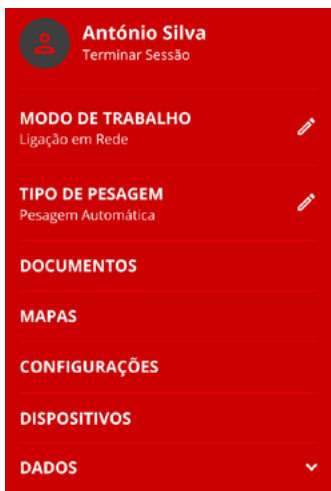 António Silva
Terminar Sessão
MODO DE TRABALHO
Ligação em Rede
TIPO DE PESAGEM
Pesagem Automática
DOCUMENTOS
MAPAS
CONFIGURAÇÕES
DISPOSITIVOS
DADOS